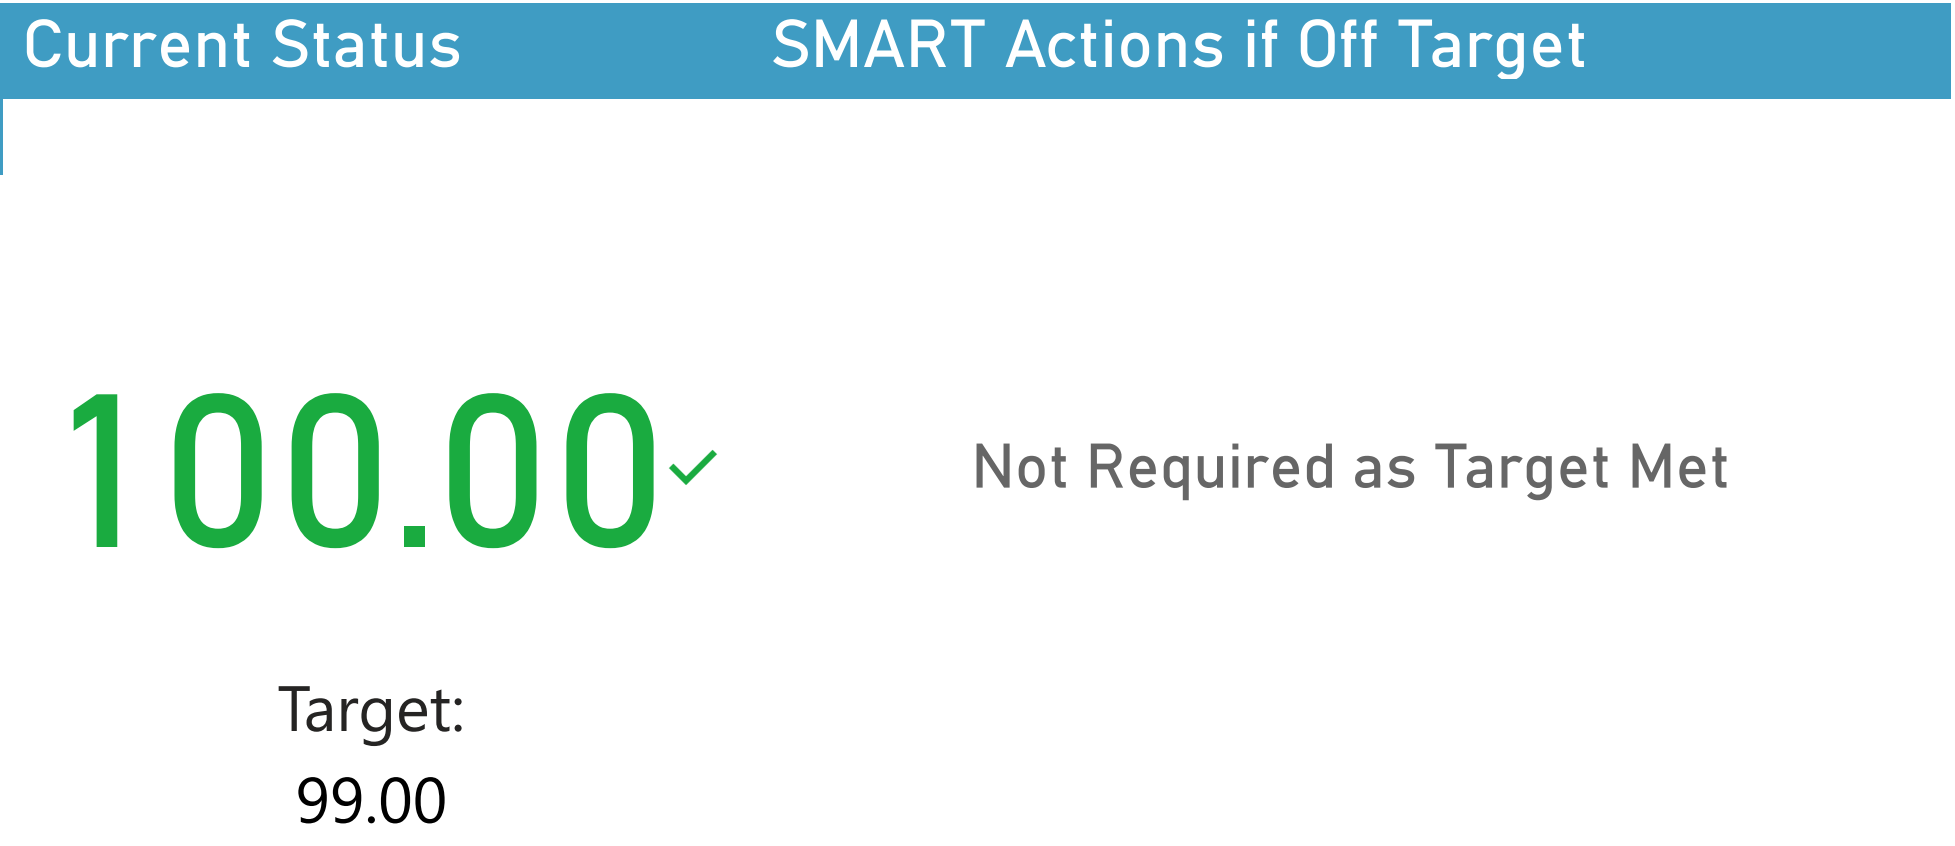 Current Status
SMART Actions if Off Target
100.00
Not Required as Target Met
Target:
99.00